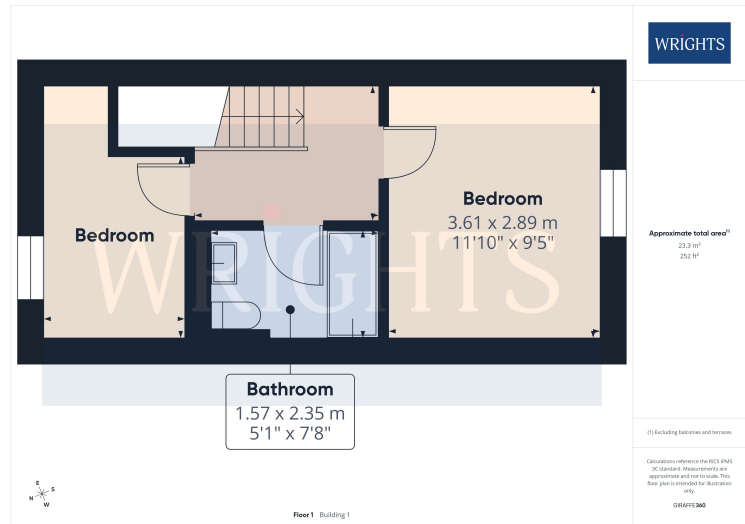 WRIGHTS
Bedroom
Bedroom
3.61 x 2.89 m
11'10" x 9'5"
WRIGHTS
Bathroom
1.57 x 2.35 m
5'1" x 7'8"
E
S
N
W
Floor 1 Building 1
Approximate total area⁽¹⁾
23.3 m²
252 ft²
(1) Excluding balconies and terraces
Calculations reference the RICS IPMS
3C standard. Measurements are
approximate and not to scale. This
floor plan is intended for illustration
only.
GIRAFFE360